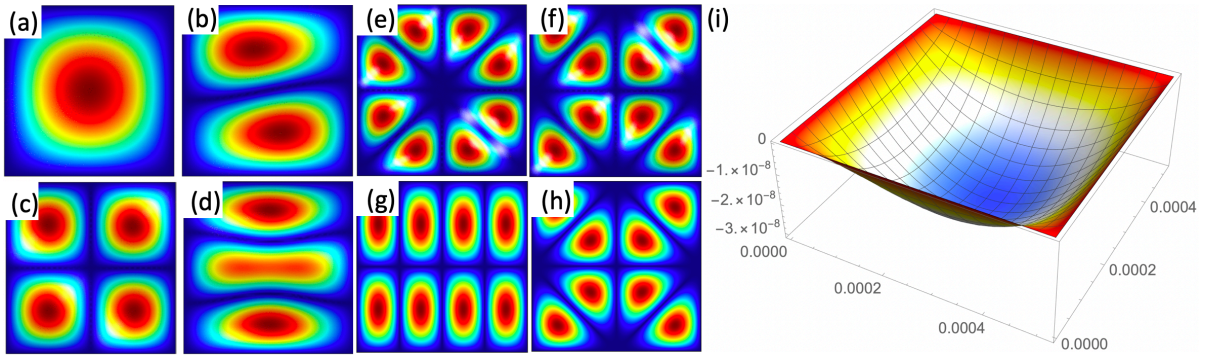 (a)
(b)
(e)
(f)
(i)
(c)
(d)
(g)
(h)
0
−1.×10⁻⁸
−2.×10⁻⁸
−3.×10⁻⁸
0.0000
0.0002
0.0004
0.0004
0.0002
0.0000